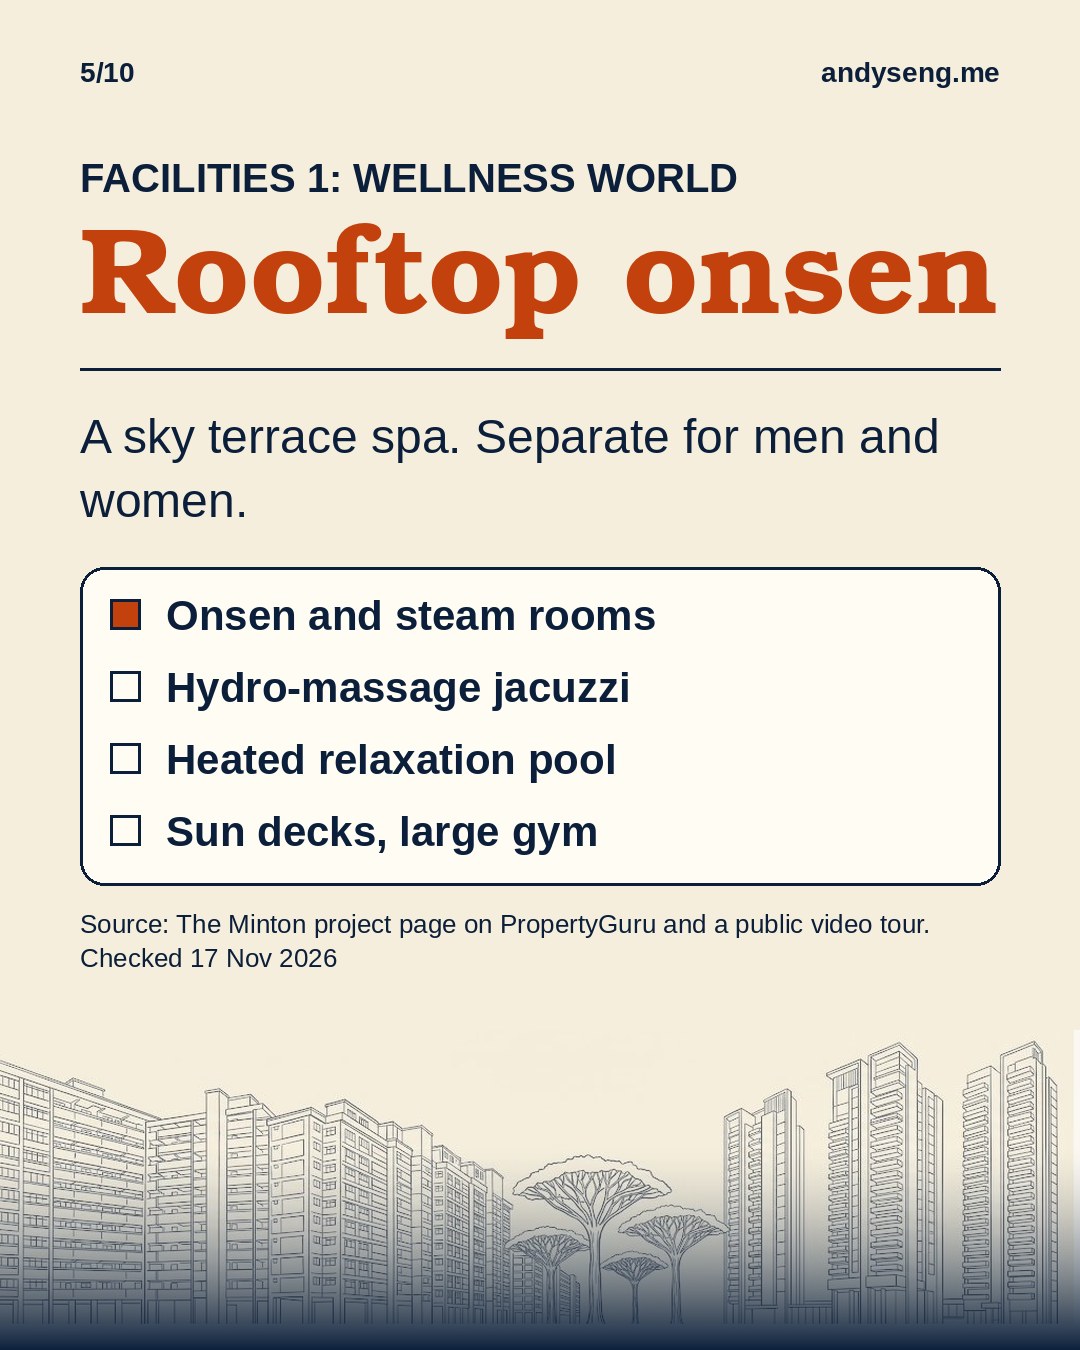 5/10
andyseng.me
FACILITIES 1: WELLNESS WORLD
Rooftop onsen
A sky terrace spa. Separate for men and
women.
Onsen and steam rooms
Hydro-massage jacuzzi
Heated relaxation pool
Sun decks, large gym
Source: The Minton project page on PropertyGuru and a public video tour.
Checked 17 Nov 2026